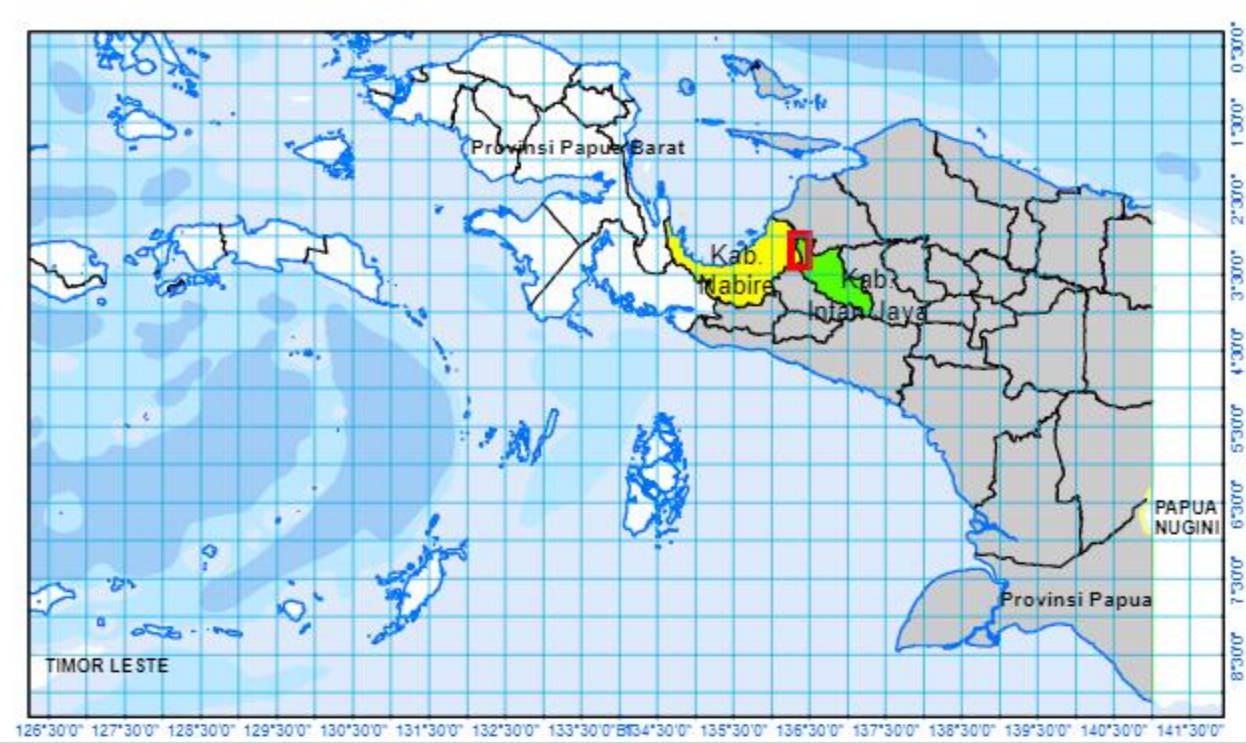 Provinsi Papua Barat
Kab.
Nabire
Kab.
Intan Jaya
PAPUA
NUGINI
Provinsi Papua
TIMOR LESTE
0°30'0"
1°30'0"
2°30'0"
3°30'0"
4°30'0"
5°30'0"
6°30'0"
7°30'0"
8°30'0"
126°30'0" 127°30'0" 128°30'0" 129°30'0" 130°30'0" 131°30'0" 132°30'0" 133°30'0" 134°30'0" 135°30'0" 136°30'0" 137°30'0" 138°30'0" 139°30'0" 140°30'0" 141°30'0"